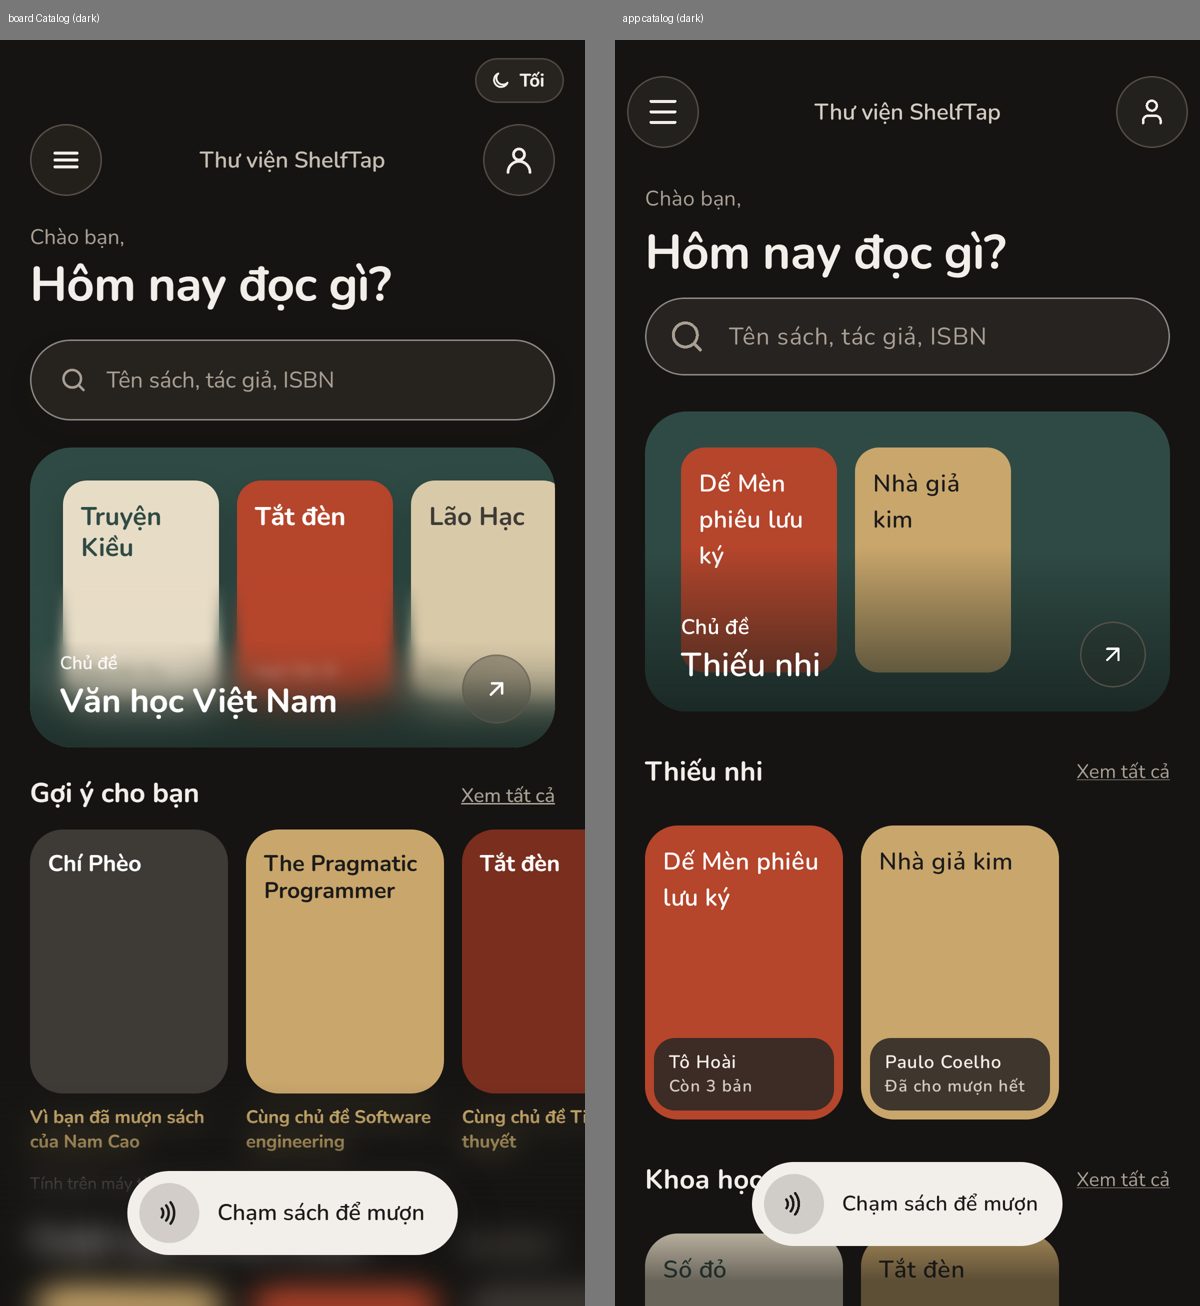 board Catalog (dark)
Tối
Thư viện ShelfTap
Chào bạn,
Hôm nay đọc gì?
Tên sách, tác giả, ISBN
Truyện
Kiều
Tắt đèn
Lão Hạc
Chủ đề
Văn học Việt Nam
Gợi ý cho bạn
Xem tất cả
Chí Phèo
The Pragmatic
Programmer
Tắt đèn
Vì bạn đã mượn sách
của Nam Cao
Cùng chủ đề Software
engineering
Cùng chủ đề Ti
thuyết
Tính trên máy
Chạm sách để mượn
app catalog (dark)
Thư viện ShelfTap
Chào bạn,
Hôm nay đọc gì?
Tên sách, tác giả, ISBN
Dế Mèn
phiêu lưu
ký
Nhà giả
kim
Chủ đề
Thiếu nhi
Thiếu nhi
Xem tất cả
Dế Mèn phiêu
lưu ký
Tô Hoài
Còn 3 bản
Nhà giả kim
Paulo Coelho
Đã cho mượn hết
Khoa học
Xem tất cả
Chạm sách để mượn
Số đỏ
Tắt đèn